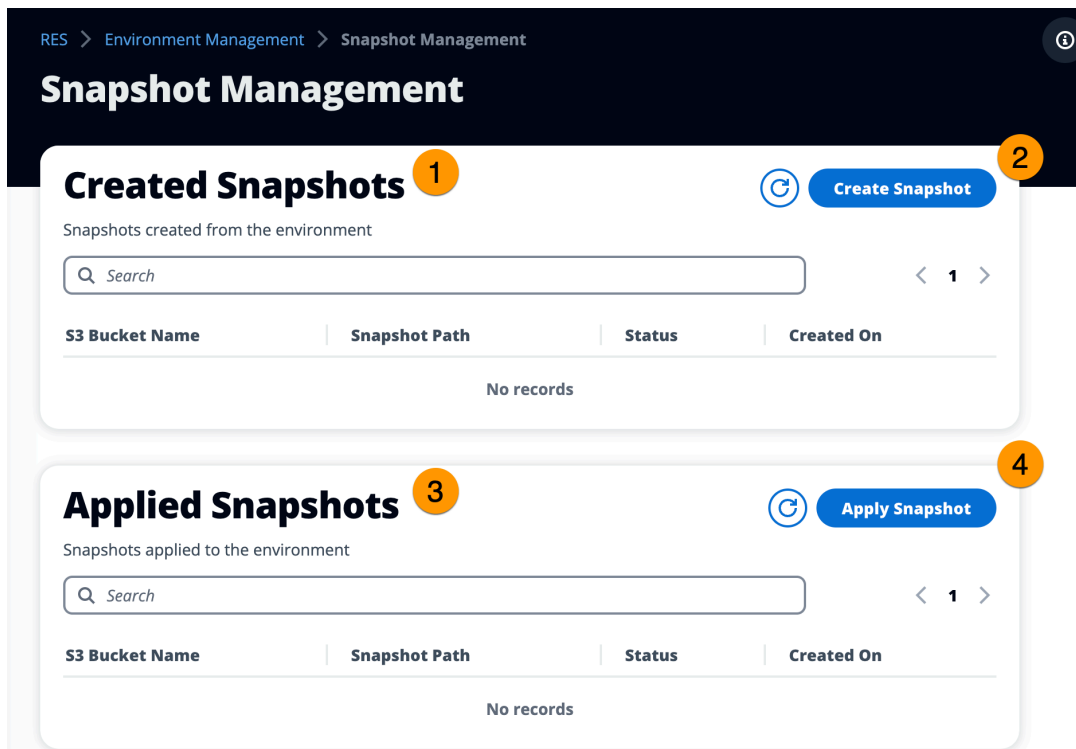 RES > Environment Management > Snapshot Management
Snapshot Management
Created Snapshots 1
2
Create Snapshot
Snapshots created from the environment
Search
< 1 >
S3 Bucket Name Snapshot Path Status Created On
No records
Applied Snapshots 3
4
Apply Snapshot
Snapshots applied to the environment
Search
< 1 >
S3 Bucket Name Snapshot Path Status Created On
No records